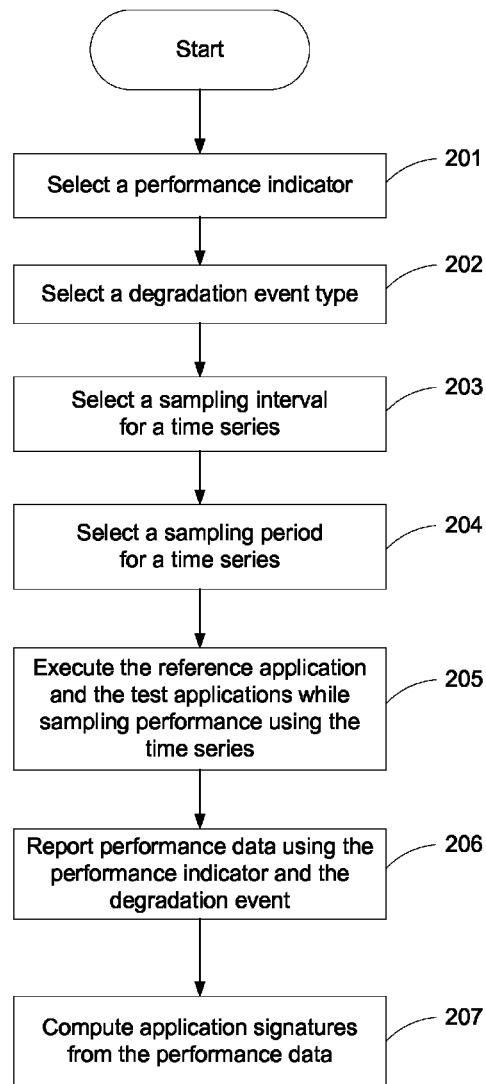 Start
201
Select a performance indicator
202
Select a degradation event type
203
Select a sampling interval
for a time series
204
Select a sampling period
for a time series
205
Execute the reference application
and the test applications while
sampling performance using the
time series
206
Report performance data using the
performance indicator and the
degradation event
207
Compute application signatures
from the performance data